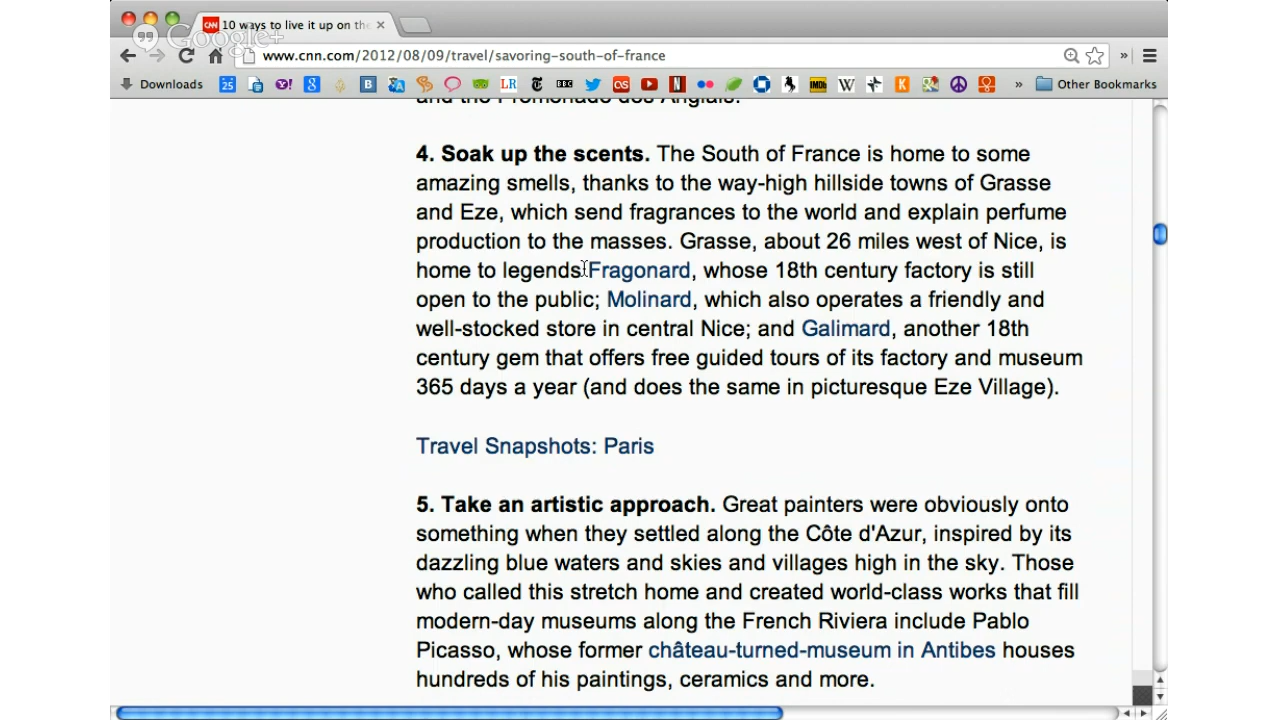 10 ways to live it up on the
Google+
www.cnn.com/2012/08/09/travel/savoring-south-of-france
Downloads
Other Bookmarks
and the Promenade des Anglais.
4. Soak up the scents. The South of France is home to some
amazing smells, thanks to the way-high hillside towns of Grasse
and Eze, which send fragrances to the world and explain perfume
production to the masses. Grasse, about 26 miles west of Nice, is
home to legends Fragonard, whose 18th century factory is still
open to the public; Molinard, which also operates a friendly and
well-stocked store in central Nice; and Galimard, another 18th
century gem that offers free guided tours of its factory and museum
365 days a year (and does the same in picturesque Eze Village).
Travel Snapshots: Paris
5. Take an artistic approach. Great painters were obviously onto
something when they settled along the Côte d'Azur, inspired by its
dazzling blue waters and skies and villages high in the sky. Those
who called this stretch home and created world-class works that fill
modern-day museums along the French Riviera include Pablo
Picasso, whose former château-turned-museum in Antibes houses
hundreds of his paintings, ceramics and more.